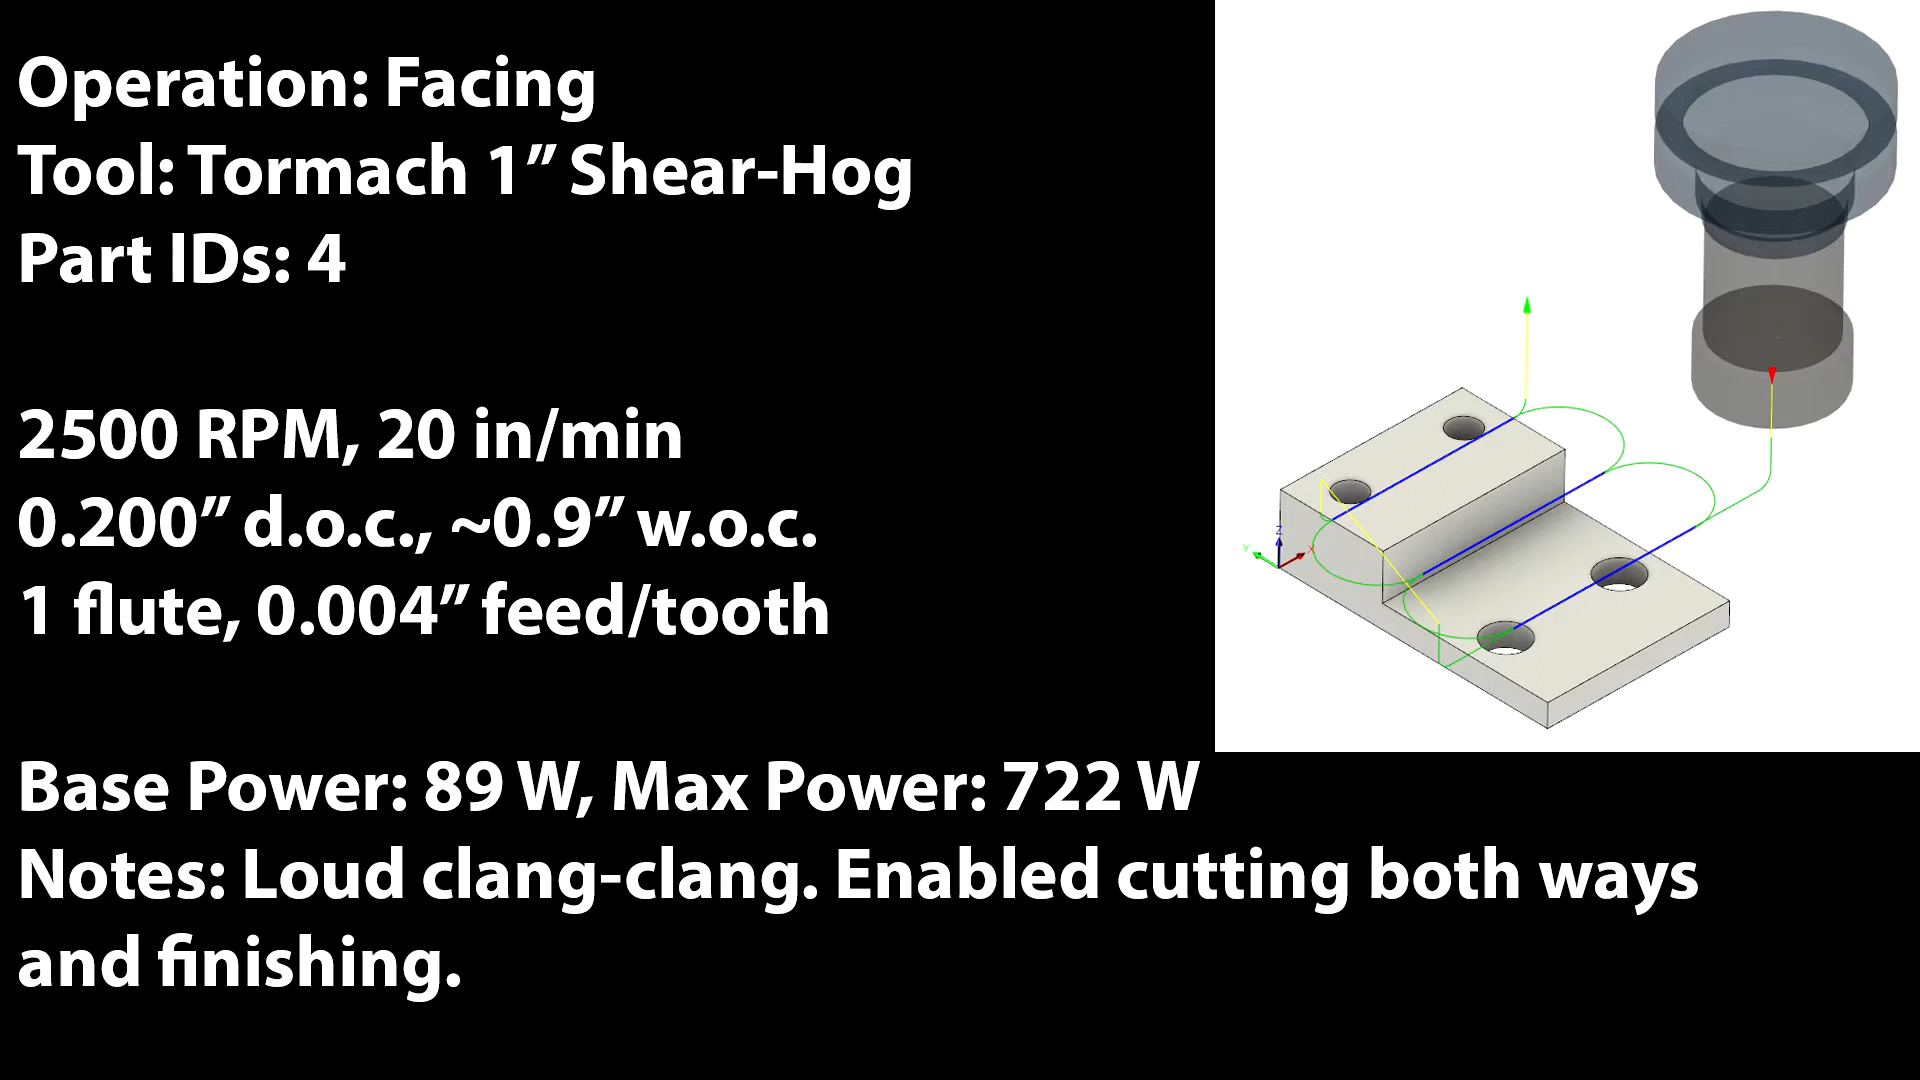 Operation: Facing
Tool: Tormach 1” Shear-Hog
Part IDs: 4
2500 RPM, 20 in/min
0.200” d.o.c., ~0.9” w.o.c.
1 flute, 0.004” feed/tooth
Base Power: 89 W, Max Power: 722 W
Notes: Loud clang-clang. Enabled cutting both ways
and finishing.
Z
Y
X